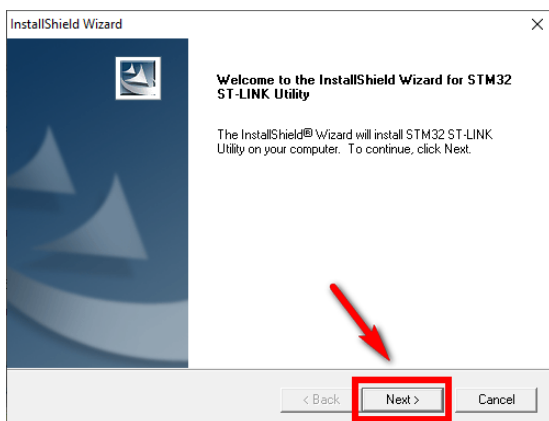 InstallShield Wizard
Welcome to the InstallShield Wizard for STM32
ST-LINK Utility
The InstallShield® Wizard will install STM32 ST-LINK
Utility on your computer. To continue, click Next.
< Back
Next >
Cancel